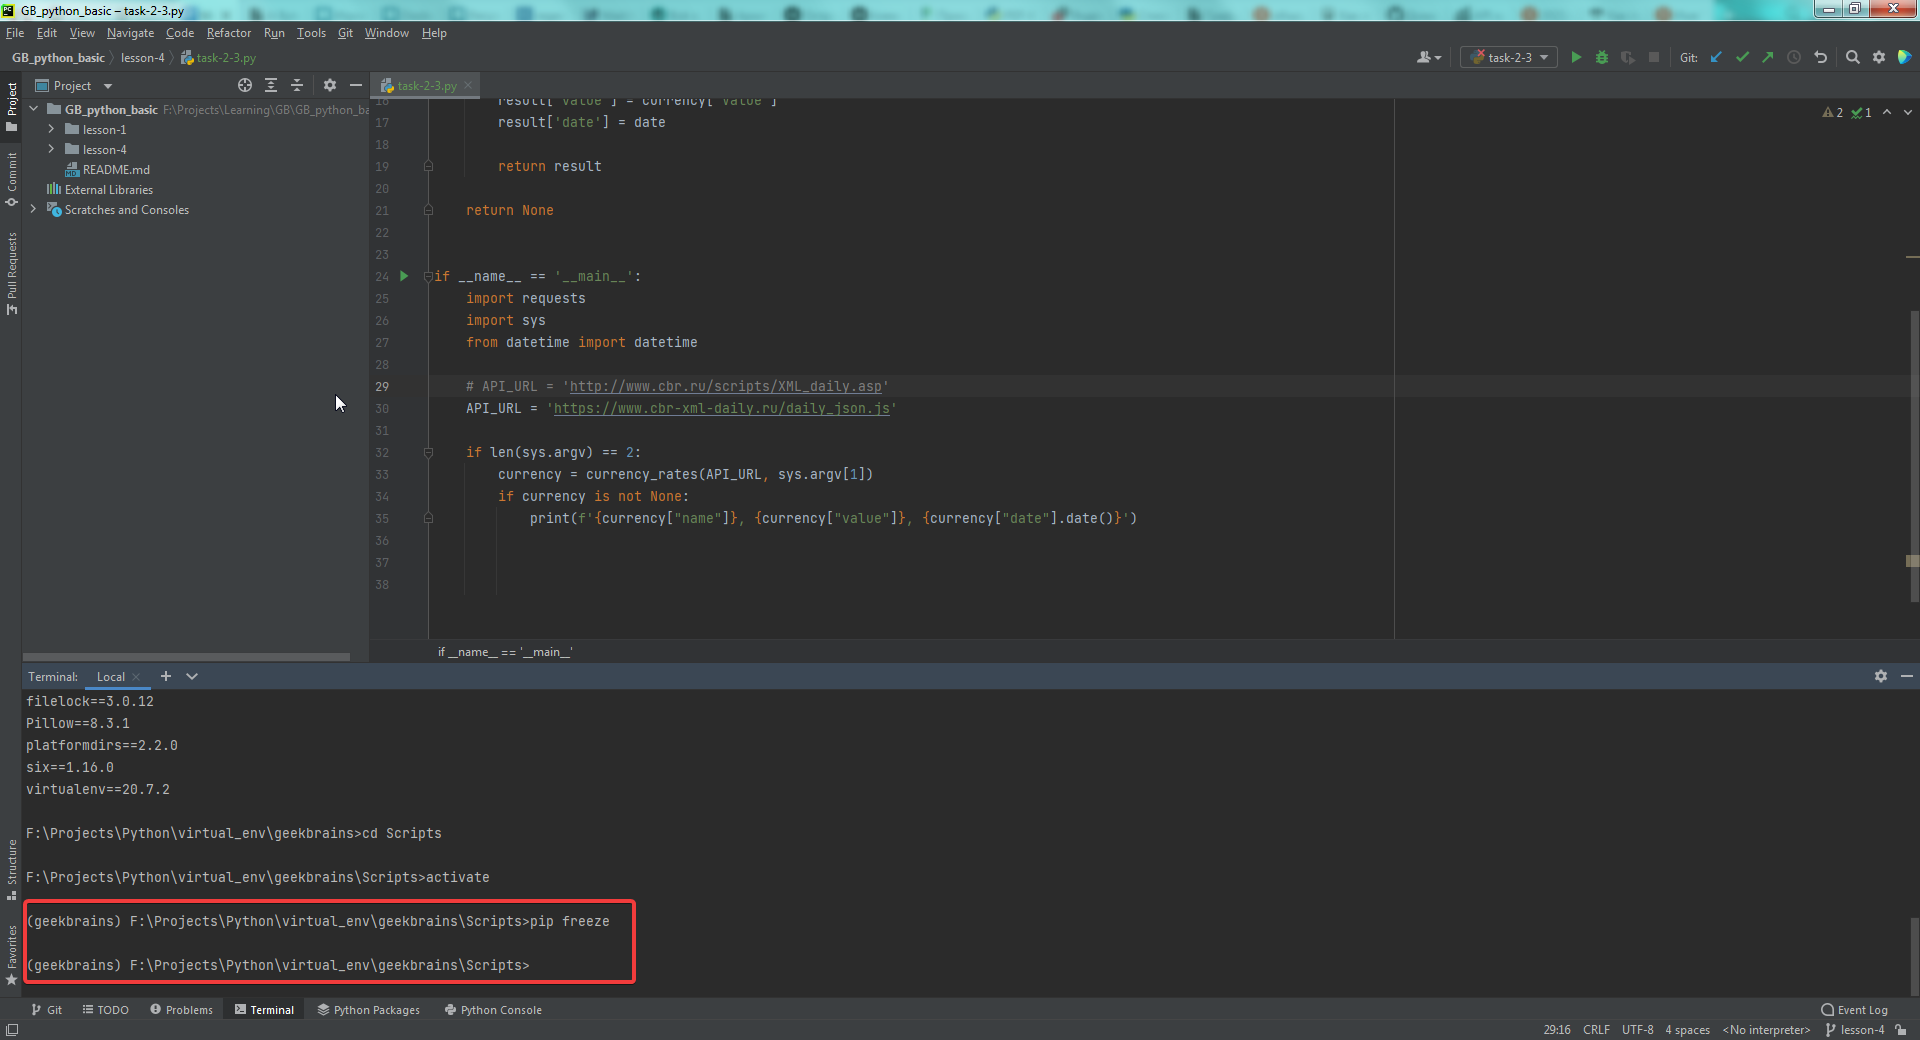 GB_python_basic – task-2-3.py
File Edit View Navigate Code Refactor Run Tools Git Window Help
GB_python_basic lesson-4 task-2-3.py
task-2-3
Git:
Project
task-2-3.py
Project
GB_python_basic F:\Projects\Learning\GB\GB_python_ba
lesson-1
lesson-4
README.md
External Libraries
Scratches and Consoles
Commit
Pull Requests
2 1
16 result['value'] = currency['value']
17 result['date'] = date
18
19 return result
20
21 return None
22
23
24 if __name__ == '__main__':
25 import requests
26 import sys
27 from datetime import datetime
28
29 # API_URL = 'http://www.cbr.ru/scripts/XML_daily.asp'
30 API_URL = 'https://www.cbr-xml-daily.ru/daily_json.js'
31
32 if len(sys.argv) == 2:
33 currency = currency_rates(API_URL, sys.argv[1])
34 if currency is not None:
35 print(f'{currency["name"]}, {currency["value"]}, {currency["date"].date()}')
36
37
38
if __name__ == '__main__'
Terminal: Local
filelock==3.0.12
Pillow==8.3.1
platformdirs==2.2.0
six==1.16.0
virtualenv==20.7.2
F:\Projects\Python\virtual_env\geekbrains>cd Scripts
F:\Projects\Python\virtual_env\geekbrains\Scripts>activate
(geekbrains) F:\Projects\Python\virtual_env\geekbrains\Scripts>pip freeze
(geekbrains) F:\Projects\Python\virtual_env\geekbrains\Scripts>
Structure
Favorites
Git TODO Problems Terminal Python Packages Python Console Event Log
29:16 CRLF UTF-8 4 spaces <No interpreter> lesson-4